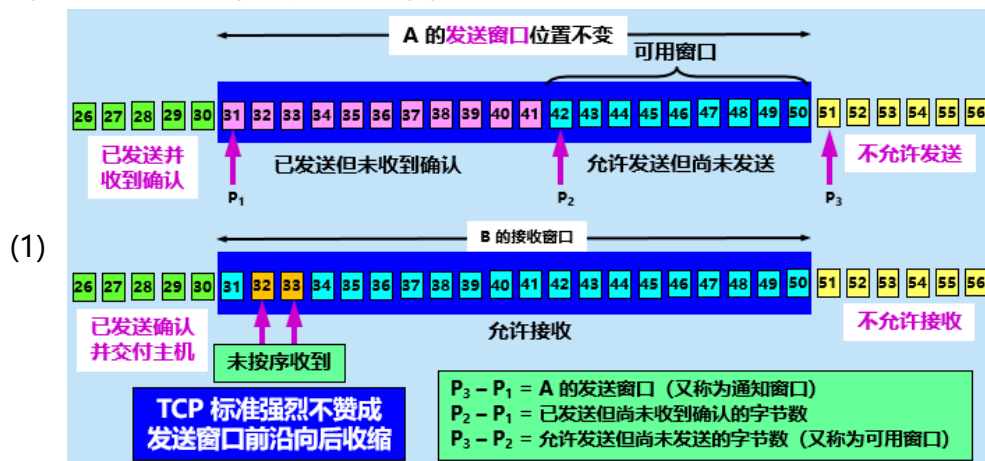 A 的发送窗口位置不变
可用窗口
26 27 28 29 30 31 32 33 34 35 36 37 38 39 40 41 42 43 44 45 46 47 48 49 50 51 52 53 54 55 56
已发送并
收到确认
已发送但未收到确认
允许发送但尚未发送
不允许发送
P1
P2
P3
(1)
B 的接收窗口
26 27 28 29 30 31 32 33 34 35 36 37 38 39 40 41 42 43 44 45 46 47 48 49 50 51 52 53 54 55 56
已发送确认
并交付主机
未按序收到
允许接收
不允许接收
TCP 标准强烈不赞成
发送窗口前沿向后收缩
P3 – P1 = A 的发送窗口（又称为通知窗口）
P2 – P1 = 已发送但尚未收到确认的字节数
P3 – P2 = 允许发送但尚未发送的字节数（又称为可用窗口）